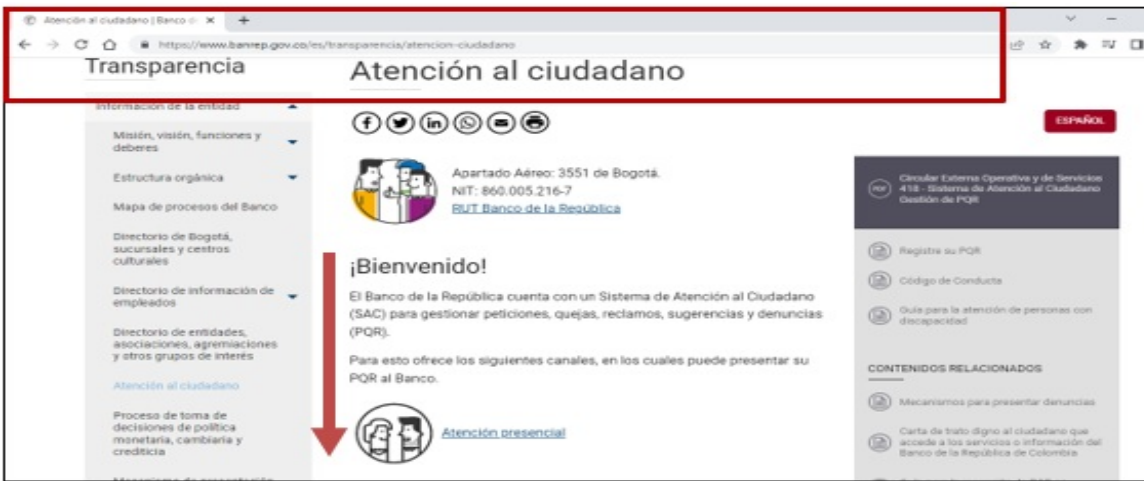 Atención al ciudadano | Banco d
https://www.banrep.gov.co/es/transparencia/atencion-ciudadano
Transparencia
Información de la entidad
Misión, visión, funciones y
deberes
Estructura orgánica
Mapa de procesos del Banco
Directorio de Bogotá,
sucursales y centros
culturales
Directorio de información de
empleados
Directorio de entidades,
asociaciones, agremiaciones
y otros grupos de interés
Atención al ciudadano
Proceso de toma de
decisiones de política
monetaria, cambiaria y
crediticia
Atención al ciudadano
Apartado Aéreo: 3551 de Bogotá.
NIT: 860.005.216-7
RUT Banco de la República
¡Bienvenido!
El Banco de la República cuenta con un Sistema de Atención al Ciudadano
(SAC) para gestionar peticiones, quejas, reclamos, sugerencias y denuncias
(PQR).
Para esto ofrece los siguientes canales, en los cuales puede presentar su
PQR al Banco.
Atención presencial
ESPAÑOL
PDF
Circular Externa Operativa y de Servicios
418 - Sistema de Atención al Ciudadano
Gestión de PQR
Registre su PQR
Código de Conducta
Guía para la atención de personas con
discapacidad
CONTENIDOS RELACIONADOS
Mecanismos para presentar denuncias
Carta de trato digno al ciudadano que
accede a los servicios o información del
Banco de la República de Colombia